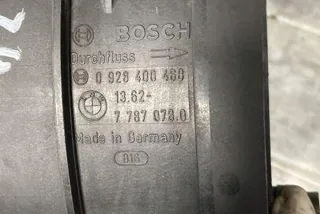 BOSCH
Durchfluss
0 928 400 460
13.62-
7 787 078.0
Made in Germany